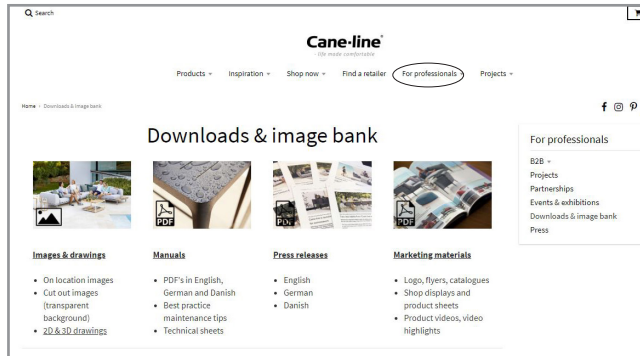 Search
Cane-line®
life made comfortable
Products Inspiration Shop now Find a retailer For professionals Projects
Home › Downloads & image bank
Downloads & image bank
For professionals
B2B
Projects
Partnerships
Events & exhibitions
Downloads & image bank
Press
PDF
PDF
PDF
Images & drawings
• On location images
• Cut out images
(transparent
background)
• 2D & 3D drawings
Manuals
• PDF's in English,
German and Danish
• Best practice
maintenance tips
• Technical sheets
Press releases
• English
• German
• Danish
Marketing materials
• Logo, flyers, catalogues
• Shop displays and
product sheets
• Product videos, video
highlights